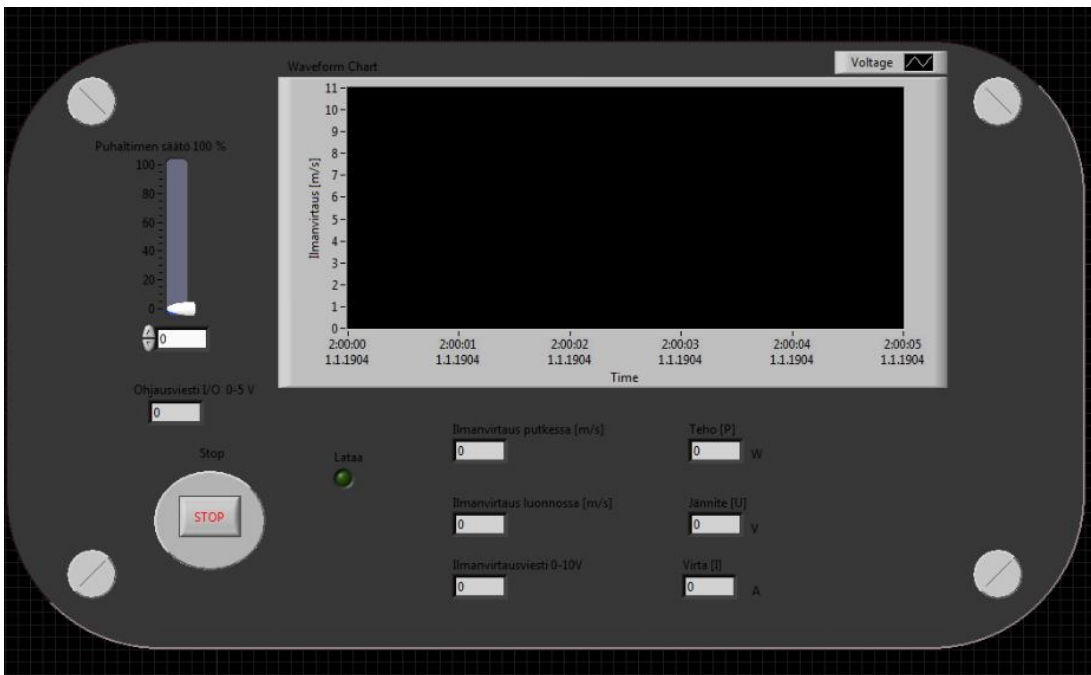 Waveform Chart
Voltage
11
10
9
8
7
6
5
4
3
2
1
0
Ilmanvirtaus [m/s]
2:00:00 2:00:01 2:00:02 2:00:03 2:00:04 2:00:05
1.1.1904 1.1.1904 1.1.1904 1.1.1904 1.1.1904 1.1.1904
Time
Puhaltimen säätö 100 %
100
80
60
40
20
0
0
Ohjausviesti I/O 0-5 V
0
Stop
STOP
Lataa
Ilmanvirtaus putkessa [m/s]
0
Ilmanvirtaus luonnossa [m/s]
0
Ilmanvirtausviesti 0-10V
0
Teho [P]
0 W
Jännite [U]
0 V
Virta [I]
0 A